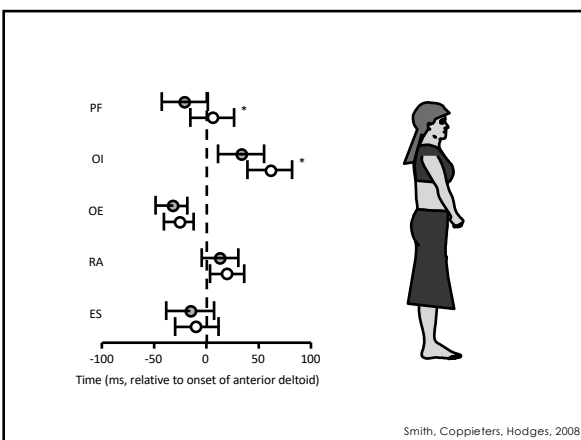 PF
*
OI
*
OE
RA
ES
-100 -50 0 50 100
Time (ms, relative to onset of anterior deltoid)
Smith, Coppieters, Hodges, 2008